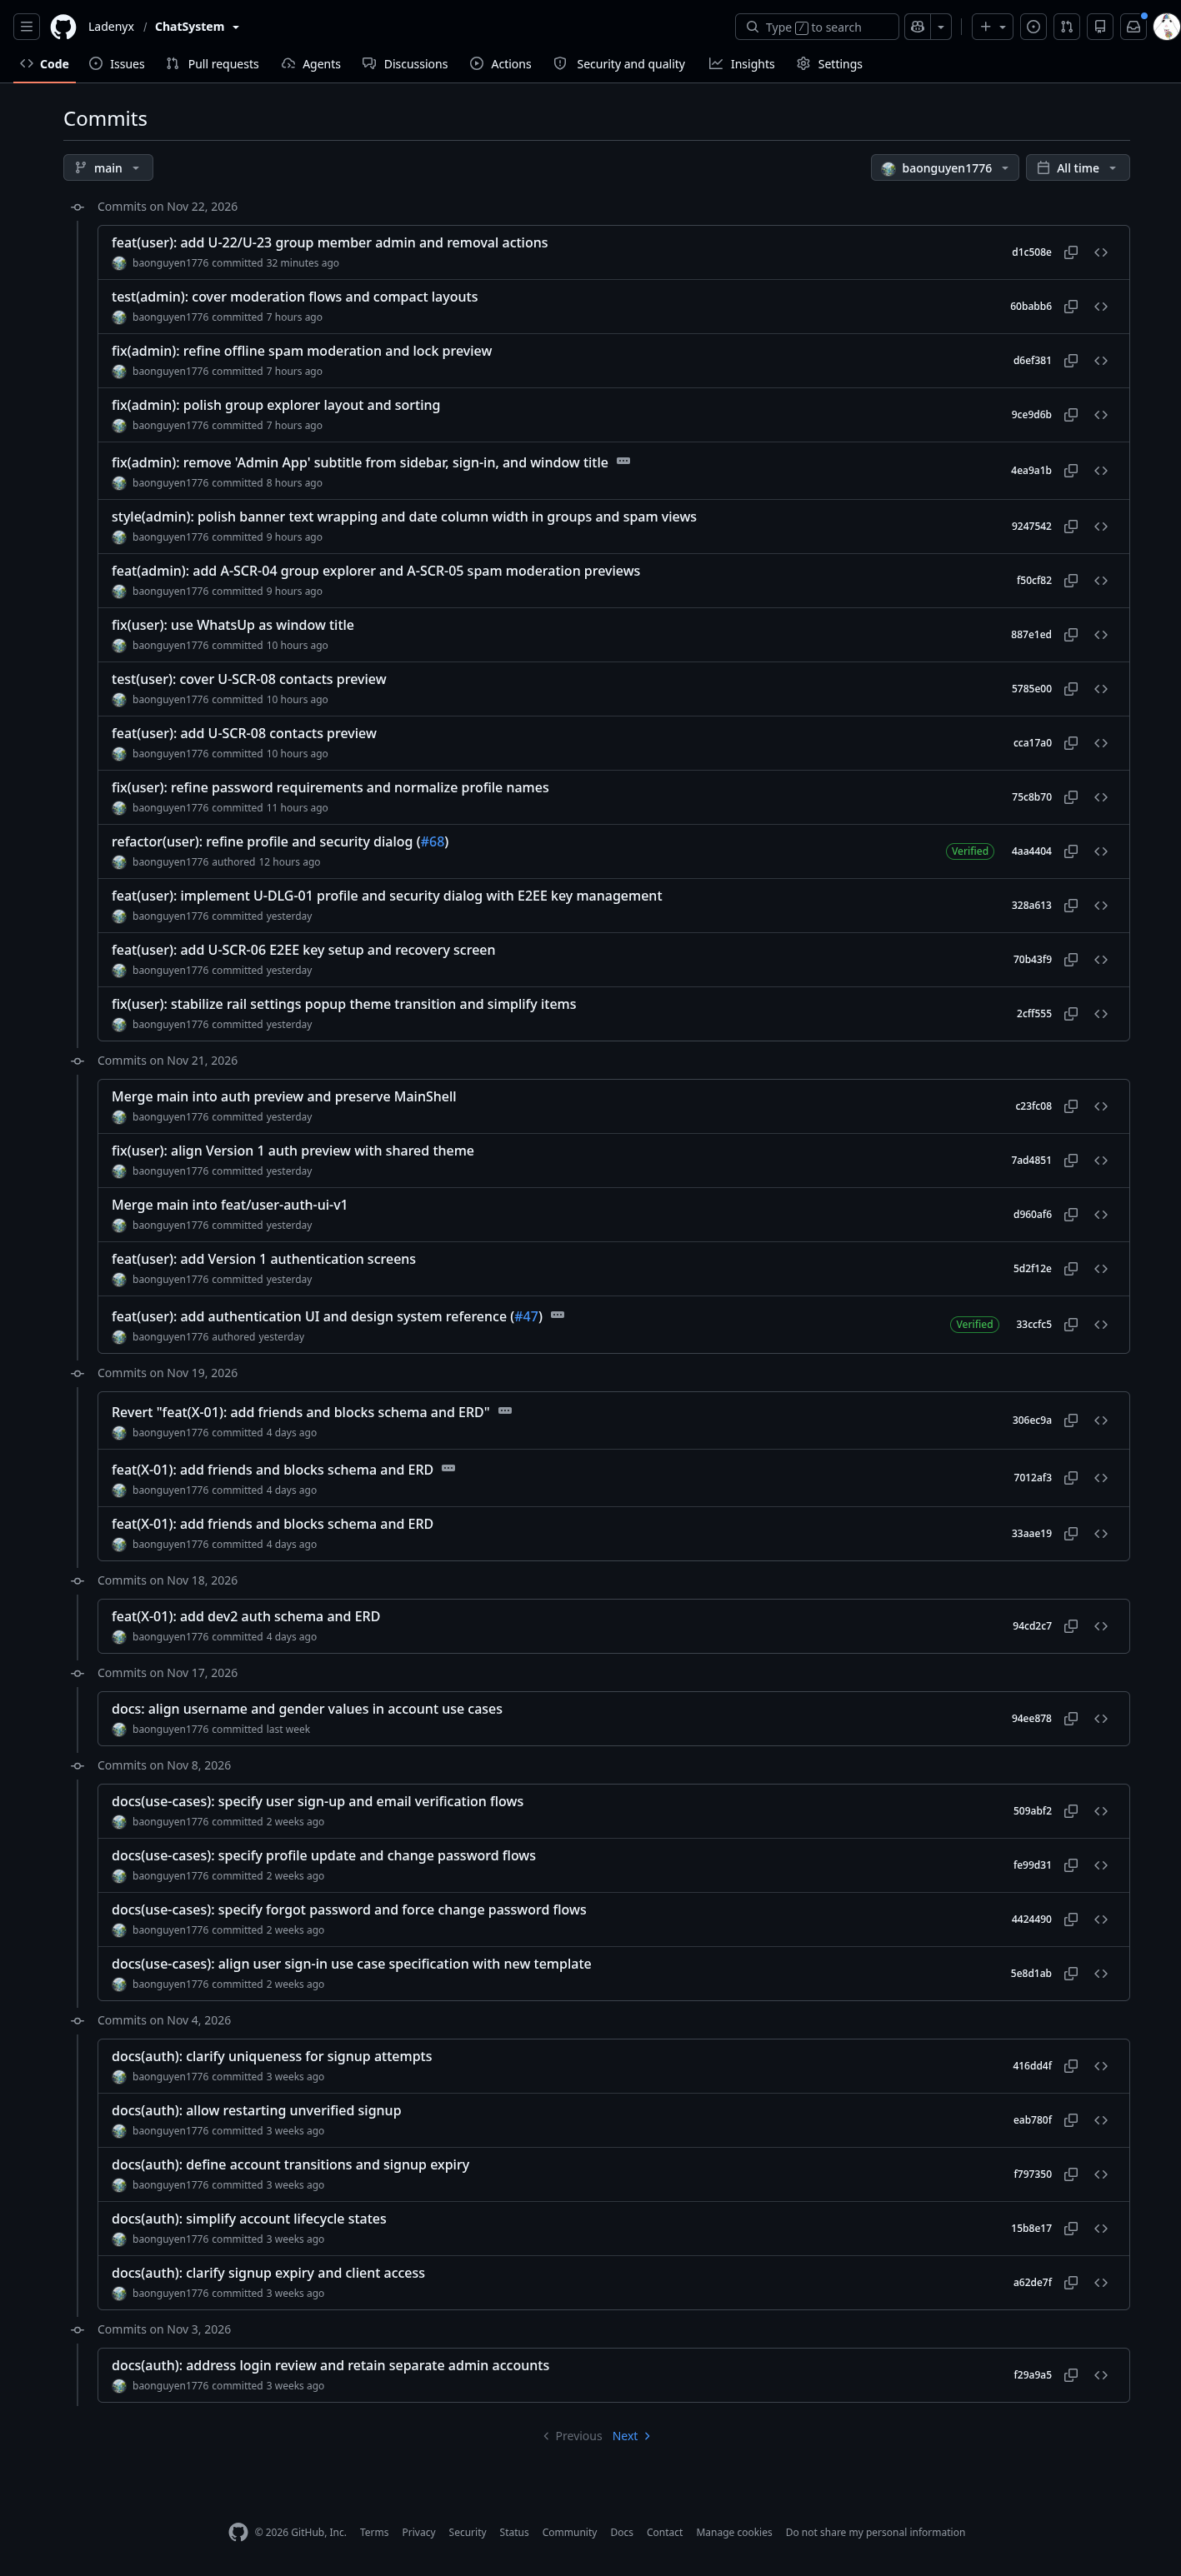 Ladenyx / ChatSystem
Type / to search
Code Issues Pull requests Agents Discussions Actions Security and quality Insights Settings
Commits
main
baonguyen1776 All time
Commits on Nov 22, 2026
feat(user): add U-22/U-23 group member admin and removal actions
baonguyen1776 committed 32 minutes ago
d1c508e
test(admin): cover moderation flows and compact layouts
baonguyen1776 committed 7 hours ago
60babb6
fix(admin): refine offline spam moderation and lock preview
baonguyen1776 committed 7 hours ago
d6ef381
fix(admin): polish group explorer layout and sorting
baonguyen1776 committed 7 hours ago
9ce9d6b
fix(admin): remove 'Admin App' subtitle from sidebar, sign-in, and window title
baonguyen1776 committed 8 hours ago
4ea9a1b
style(admin): polish banner text wrapping and date column width in groups and spam views
baonguyen1776 committed 9 hours ago
9247542
feat(admin): add A-SCR-04 group explorer and A-SCR-05 spam moderation previews
baonguyen1776 committed 9 hours ago
f50cf82
fix(user): use WhatsUp as window title
baonguyen1776 committed 10 hours ago
887e1ed
test(user): cover U-SCR-08 contacts preview
baonguyen1776 committed 10 hours ago
5785e00
feat(user): add U-SCR-08 contacts preview
baonguyen1776 committed 10 hours ago
cca17a0
fix(user): refine password requirements and normalize profile names
baonguyen1776 committed 11 hours ago
75c8b70
refactor(user): refine profile and security dialog (#68)
baonguyen1776 authored 12 hours ago
Verified 4aa4404
feat(user): implement U-DLG-01 profile and security dialog with E2EE key management
baonguyen1776 committed yesterday
328a613
feat(user): add U-SCR-06 E2EE key setup and recovery screen
baonguyen1776 committed yesterday
70b43f9
fix(user): stabilize rail settings popup theme transition and simplify items
baonguyen1776 committed yesterday
2cff555
Commits on Nov 21, 2026
Merge main into auth preview and preserve MainShell
baonguyen1776 committed yesterday
c23fc08
fix(user): align Version 1 auth preview with shared theme
baonguyen1776 committed yesterday
7ad4851
Merge main into feat/user-auth-ui-v1
baonguyen1776 committed yesterday
d960af6
feat(user): add Version 1 authentication screens
baonguyen1776 committed yesterday
5d2f12e
feat(user): add authentication UI and design system reference (#47)
baonguyen1776 authored yesterday
Verified 33ccfc5
Commits on Nov 19, 2026
Revert "feat(X-01): add friends and blocks schema and ERD"
baonguyen1776 committed 4 days ago
306ec9a
feat(X-01): add friends and blocks schema and ERD
baonguyen1776 committed 4 days ago
7012af3
feat(X-01): add friends and blocks schema and ERD
baonguyen1776 committed 4 days ago
33aae19
Commits on Nov 18, 2026
feat(X-01): add dev2 auth schema and ERD
baonguyen1776 committed 4 days ago
94cd2c7
Commits on Nov 17, 2026
docs: align username and gender values in account use cases
baonguyen1776 committed last week
94ee878
Commits on Nov 8, 2026
docs(use-cases): specify user sign-up and email verification flows
baonguyen1776 committed 2 weeks ago
509abf2
docs(use-cases): specify profile update and change password flows
baonguyen1776 committed 2 weeks ago
fe99d31
docs(use-cases): specify forgot password and force change password flows
baonguyen1776 committed 2 weeks ago
4424490
docs(use-cases): align user sign-in use case specification with new template
baonguyen1776 committed 2 weeks ago
5e8d1ab
Commits on Nov 4, 2026
docs(auth): clarify uniqueness for signup attempts
baonguyen1776 committed 3 weeks ago
416dd4f
docs(auth): allow restarting unverified signup
baonguyen1776 committed 3 weeks ago
eab780f
docs(auth): define account transitions and signup expiry
baonguyen1776 committed 3 weeks ago
f797350
docs(auth): simplify account lifecycle states
baonguyen1776 committed 3 weeks ago
15b8e17
docs(auth): clarify signup expiry and client access
baonguyen1776 committed 3 weeks ago
a62de7f
Commits on Nov 3, 2026
docs(auth): address login review and retain separate admin accounts
baonguyen1776 committed 3 weeks ago
f29a9a5
Previous Next
© 2026 GitHub, Inc. Terms Privacy Security Status Community Docs Contact Manage cookies Do not share my personal information